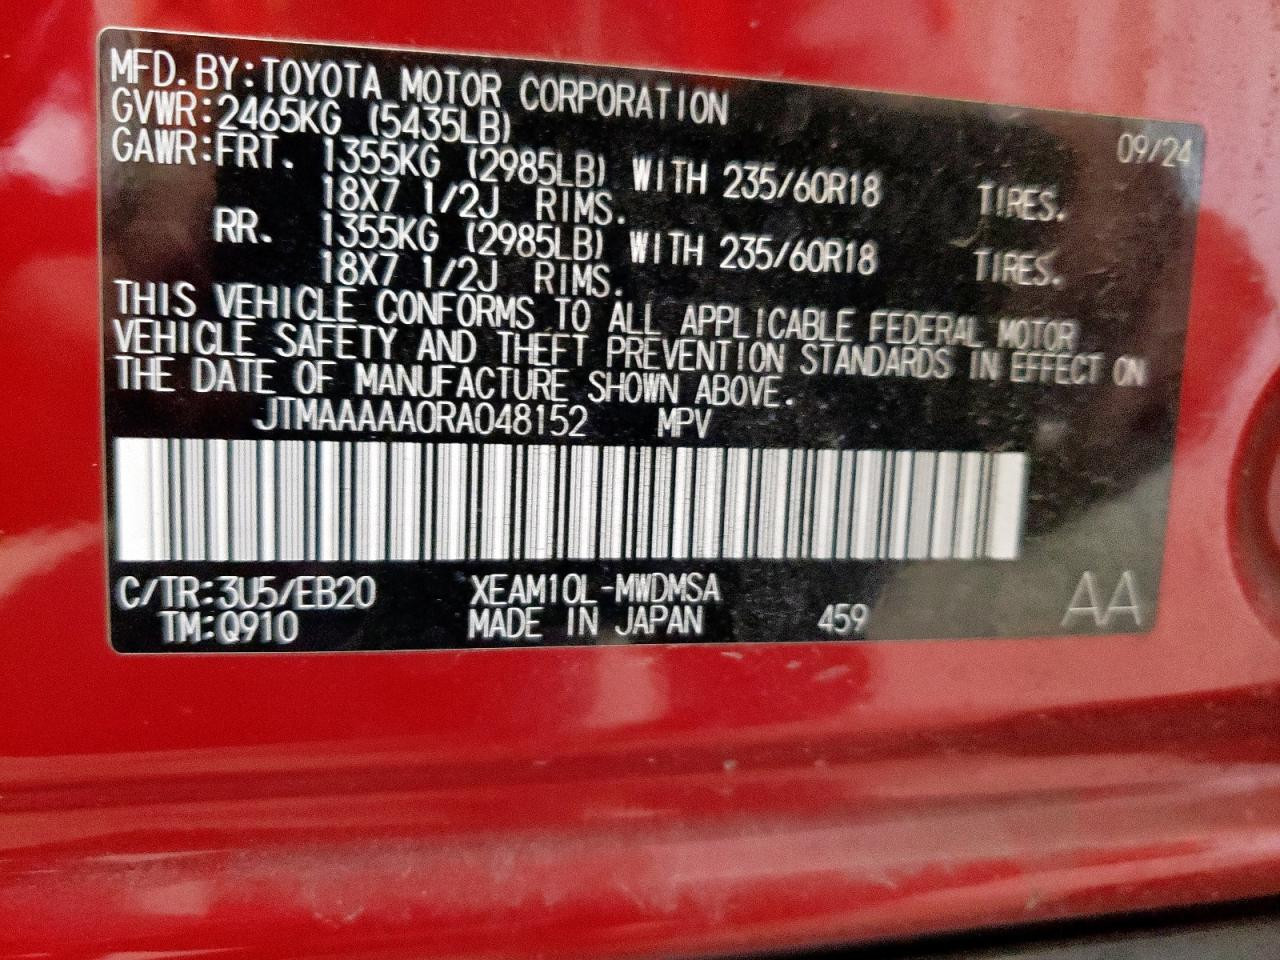 MFD. BY: TOYOTA MOTOR CORPORATION 09/24
GVWR: 2465KG (5435LB)
GAWR: FRT. 1355KG (2985LB) WITH 235/60R18 TIRES.
18X7 1/2J RIMS.
RR. 1355KG (2985LB) WITH 235/60R18 TIRES.
18X7 1/2J RIMS.
THIS VEHICLE CONFORMS TO ALL APPLICABLE FEDERAL MOTOR
VEHICLE SAFETY AND THEFT PREVENTION STANDARDS IN EFFECT ON
THE DATE OF MANUFACTURE SHOWN ABOVE.
JTMAAAAA0RA048152 MPV
C/TR:3U5/EB20 XEAM10L-MWDMSA
TM:Q910 MADE IN JAPAN 459 AA